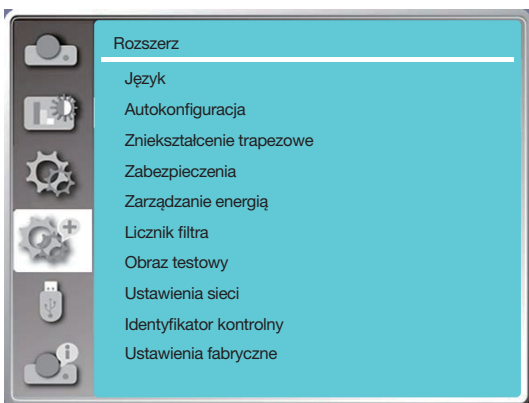 Rozszerz
Język
Autokonfiguracja
Zniekształcenie trapezowe
Zabezpieczenia
Zarządzanie energią
Licznik filtra
Obraz testowy
Ustawienia sieci
Identyfikator kontrolny
Ustawienia fabryczne